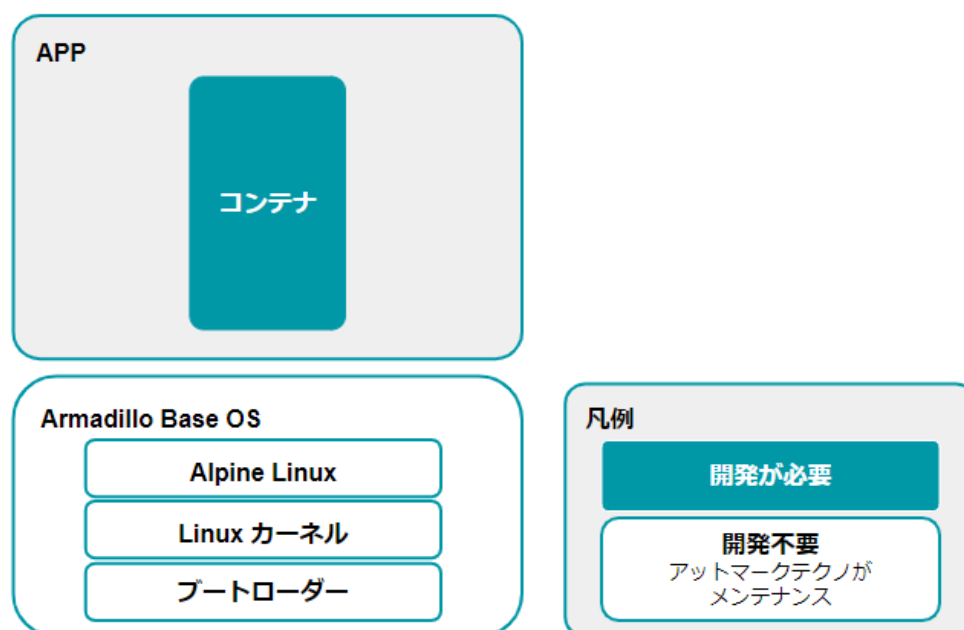 APP
コンテナ
Armadillo Base OS
Alpine Linux
Linux カーネル
ブートローダー
凡例
開発が必要
開発不要
アットマークテクノが
メンテナンス